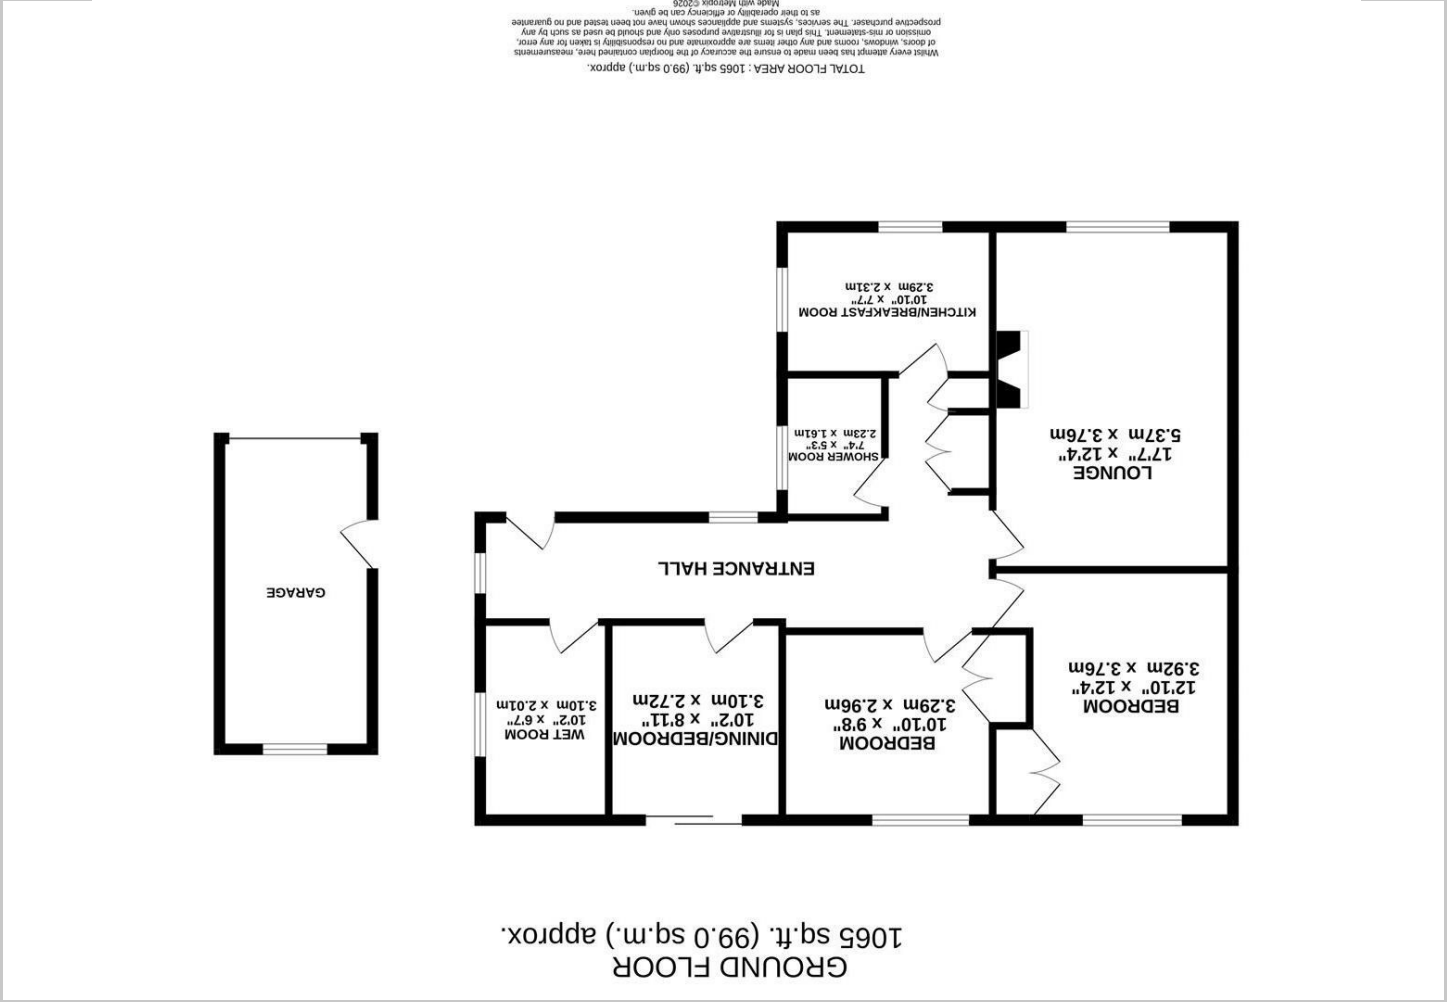 GROUND FLOOR
1065 sq.ft. (99.0 sq.m.) approx.
BEDROOM
12'10" x 12'4"
3.92m x 3.76m
BEDROOM
10'10" x 9'8"
3.29m x 2.96m
DINING/BEDROOM
10'2" x 8'11"
3.10m x 2.72m
WET ROOM
10'2" x 6'7"
3.10m x 2.01m
GARAGE
ENTRANCE HALL
LOUNGE
17'7" x 12'4"
5.37m x 3.76m
SHOWER ROOM
7'4" x 5'3"
2.23m x 1.61m
KITCHEN/BREAKFAST ROOM
10'10" x 7'7"
3.29m x 2.31m
TOTAL FLOOR AREA : 1065 sq.ft. (99.0 sq.m.) approx.
Whilst every attempt has been made to ensure the accuracy of the floorplan contained here, measurements
of doors, windows, rooms and any other items are approximate and no responsibility is taken for any error,
omission or mis-statement. This plan is for illustrative purposes only and should be used as such by any
prospective purchaser. The services, systems and appliances shown have not been tested and no guarantee
as to their operability or efficiency can be given.
Made with Metropix ©2026